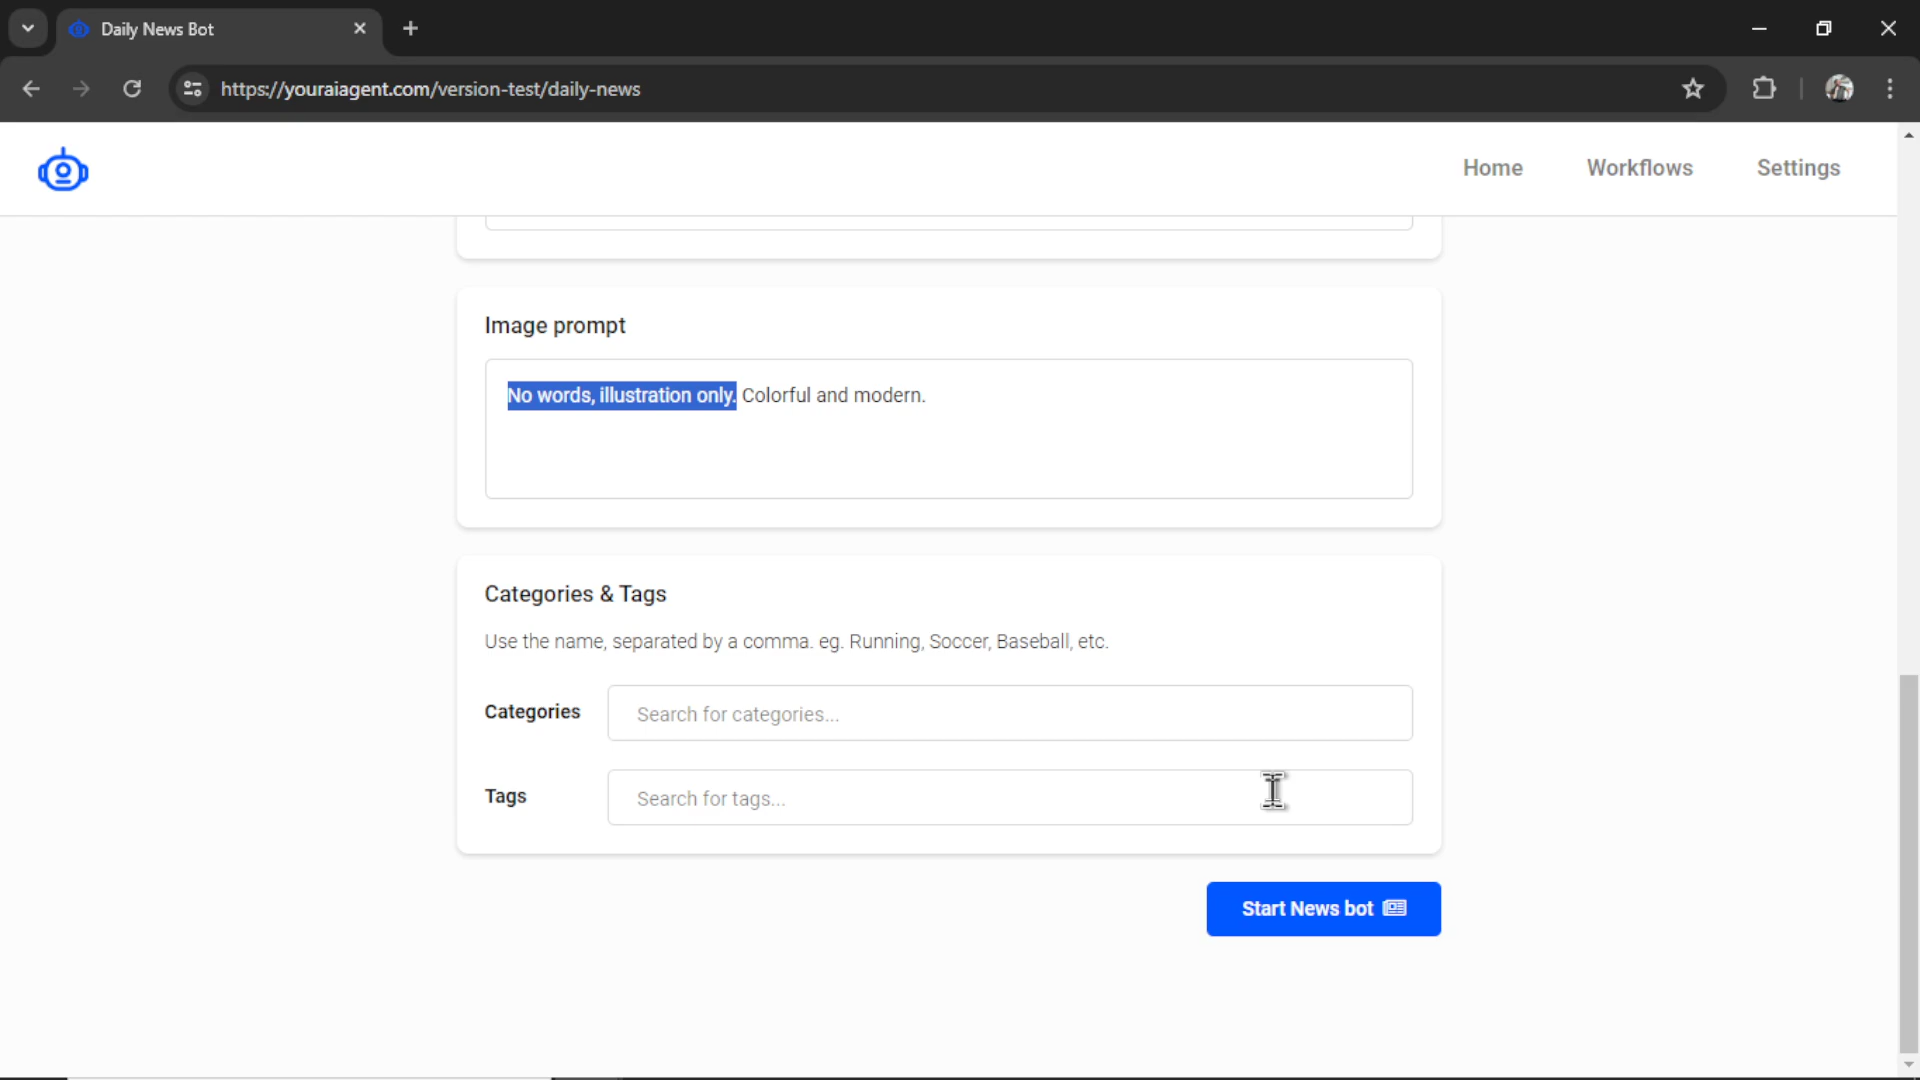 Daily News Bot
https://youraiagent.com/version-test/daily-news
Home Workflows Settings
Image prompt
No words, illustration only. Colorful and modern.
Categories & Tags
Use the name, separated by a comma. eg. Running, Soccer, Baseball, etc.
Categories Search for categories...
Tags Search for tags...
Start News bot